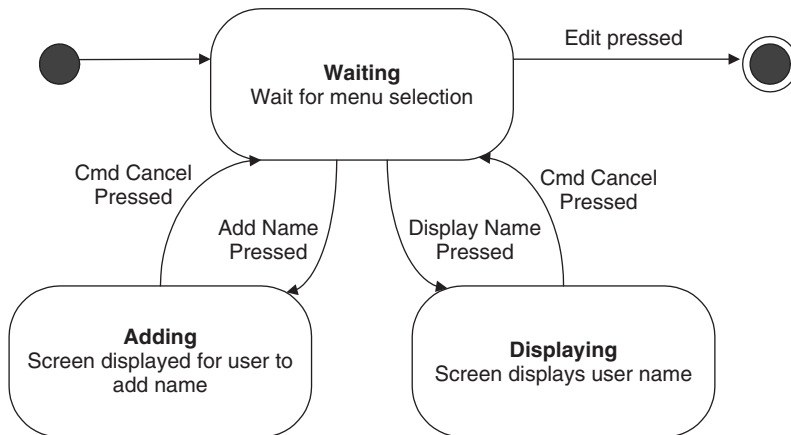 Edit pressed
Waiting
Wait for menu selection
Cmd Cancel
Pressed
Cmd Cancel
Pressed
Add Name
Pressed
Display Name
Pressed
Adding
Screen displayed for user to
add name
Displaying
Screen displays user name